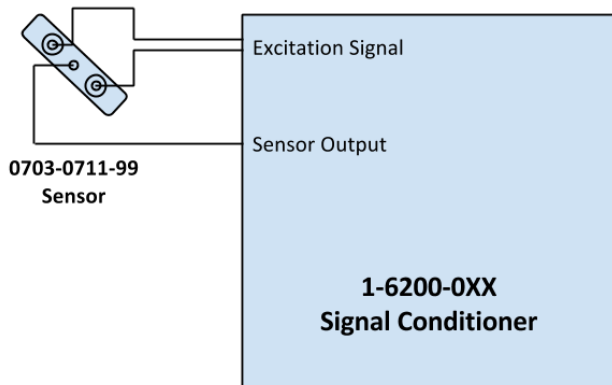 Excitation Signal
Sensor Output
0703-0711-99
Sensor
1-6200-0XX
Signal Conditioner